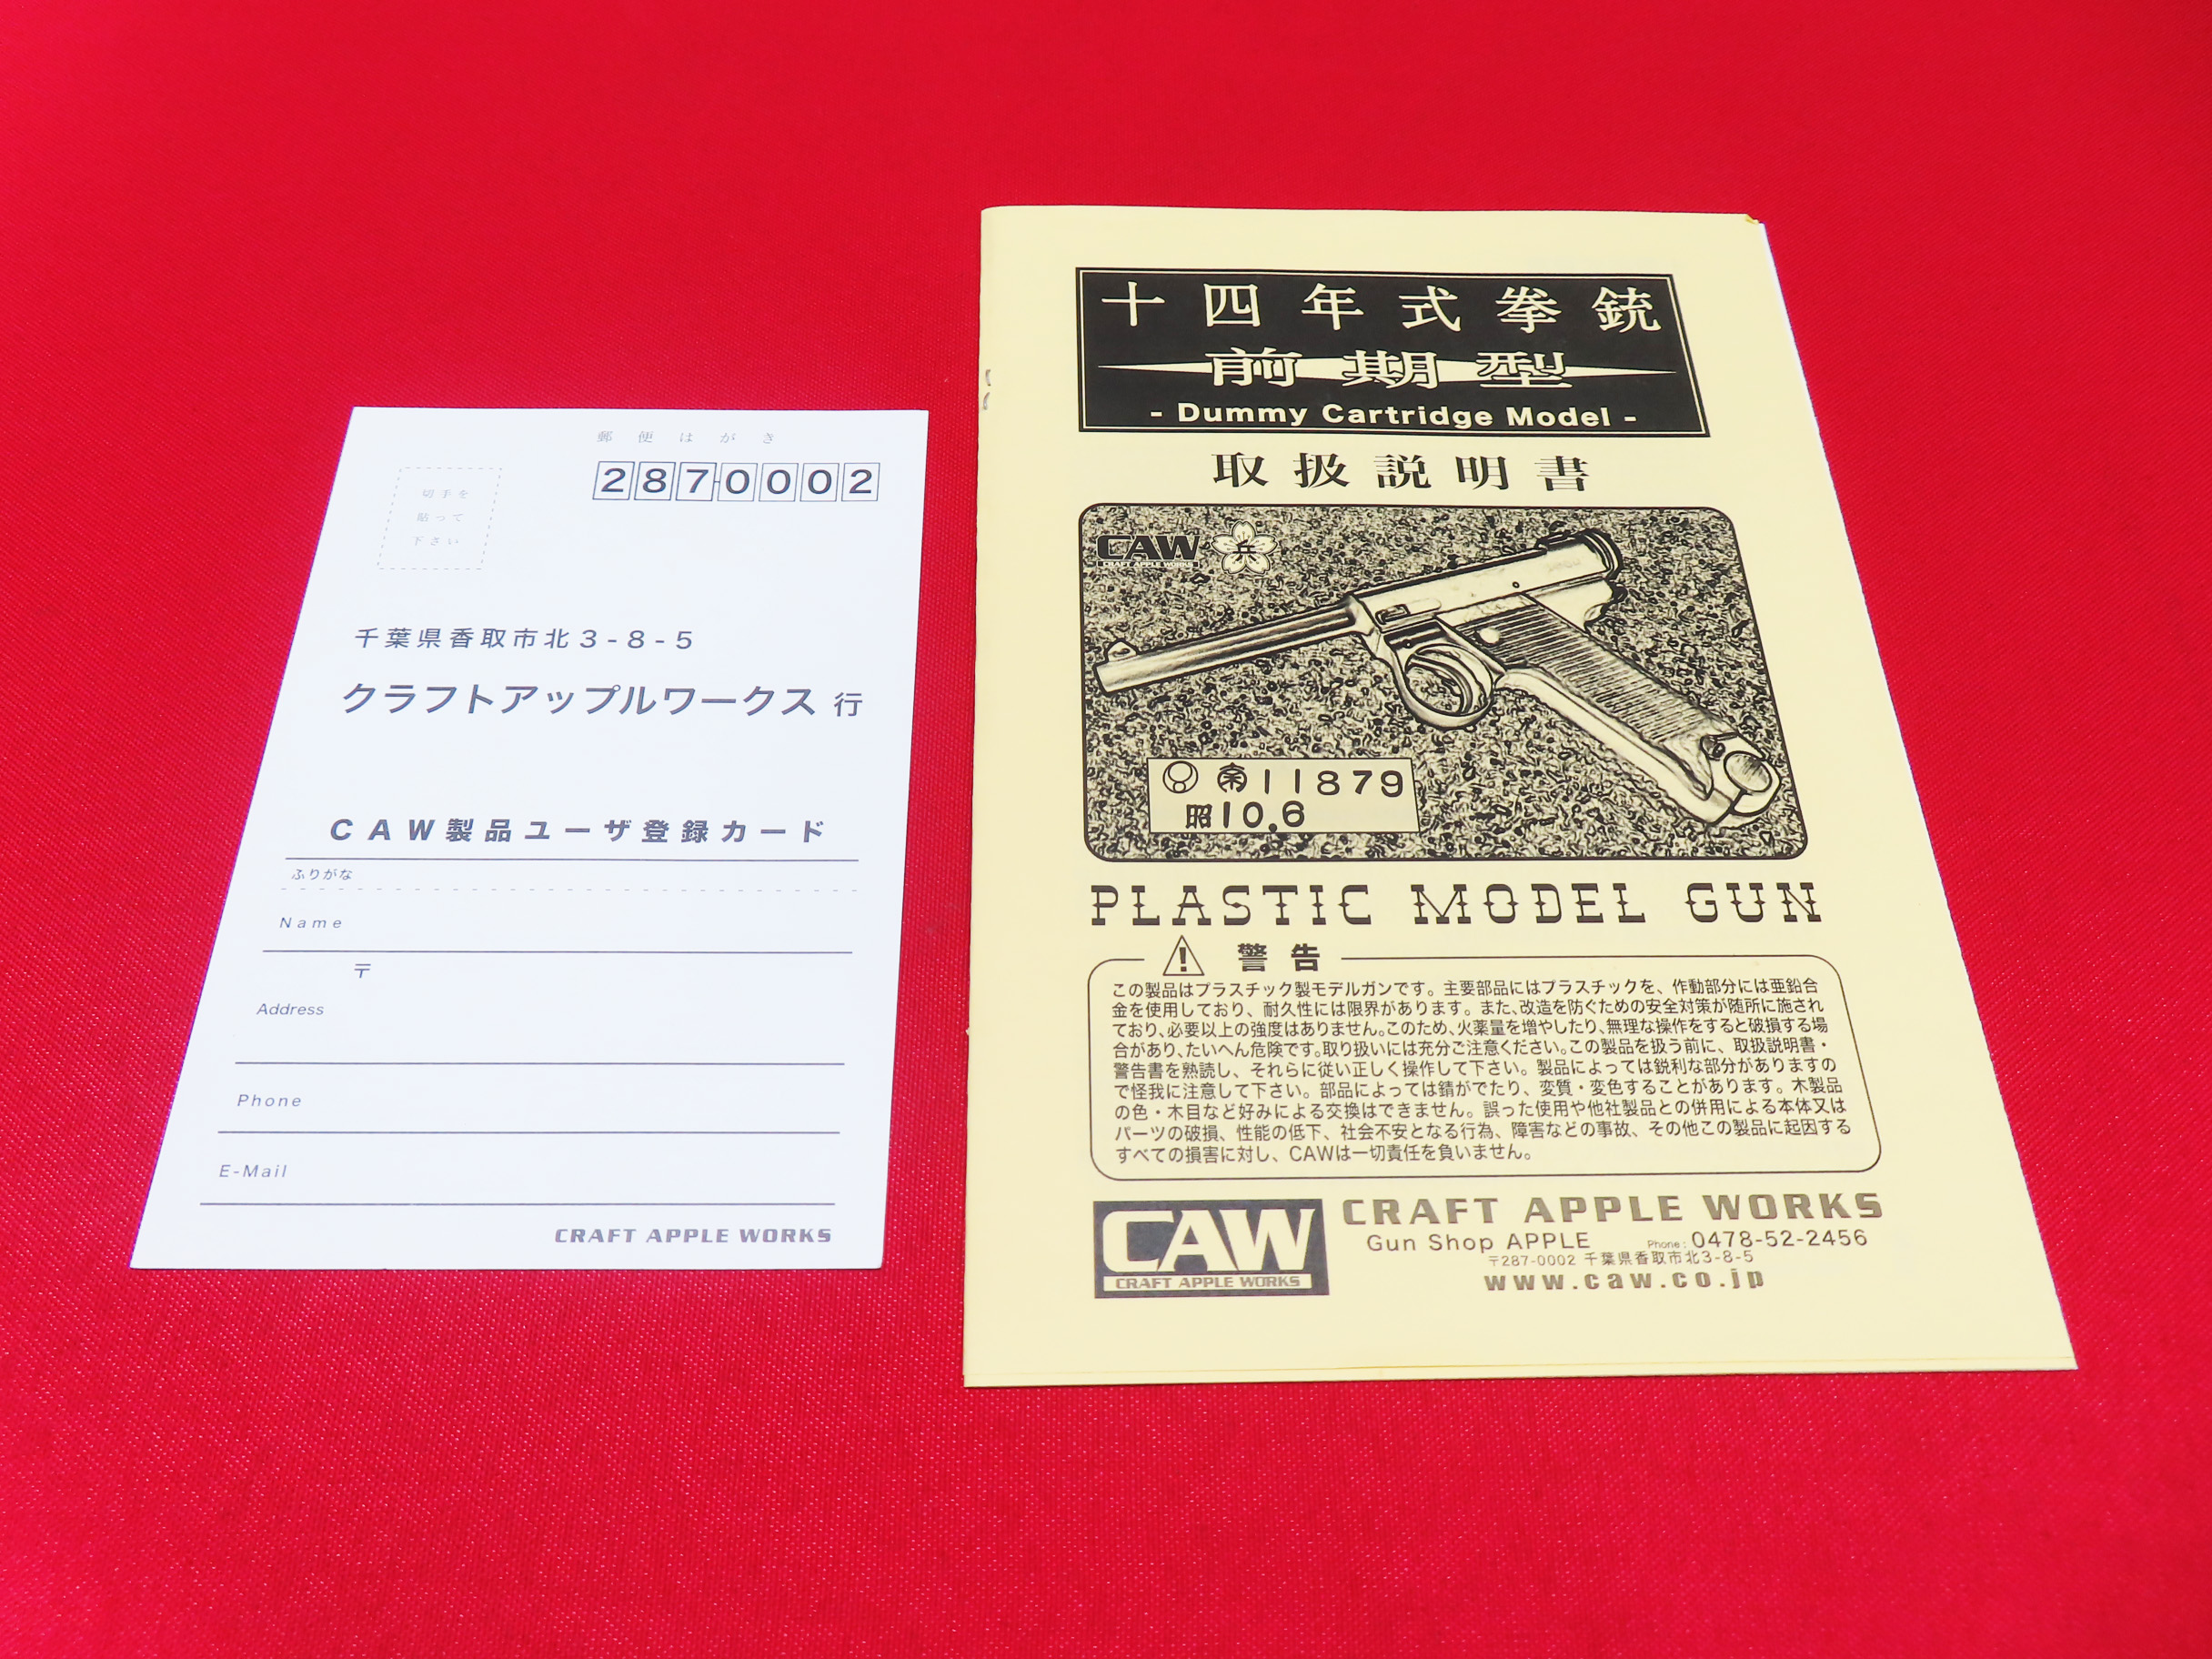 郵便はがき
287-0002
切手を
貼って
下さい
千葉県香取市北3-8-5
クラフトアップルワークス 行
CAW製品ユーザ登録カード
ふりがな
Name
〒
Address
Phone
E-Mail
CRAFT APPLE WORKS
十四年式拳銃
前期型
- Dummy Cartridge Model -
取扱説明書
CAW
CRAFT APPLE WORKS
兵
11879
昭10.6
PLASTIC MODEL GUN
警告
この製品はプラスチック製モデルガンです。主要部品にはプラスチックを、作動部分には亜鉛合
金を使用しており、耐久性には限界があります。また、改造を防ぐための安全対策が随所に施され
ており、必要以上の強度はありません。このため、火薬量を増やしたり、無理な操作をすると破損する場
合があり、たいへん危険です。取り扱いには充分ご注意ください。この製品を扱う前に、取扱説明書・
警告書を熟読し、それらに従い正しく操作して下さい。製品によっては鋭利な部分がありますの
で怪我に注意して下さい。部品によっては錆がでたり、変質・変色することがあります。木製品
の色・木目など好みによる交換はできません。誤った使用や他社製品との併用による本体又は
パーツの破損、性能の低下、社会不安となる行為、障害などの事故、その他この製品に起因する
すべての損害に対し、CAWは一切責任を負いません。
CAW
CRAFT APPLE WORKS
CRAFT APPLE WORKS
Gun Shop APPLE Phone: 0478-52-2456
〒287-0002 千葉県香取市北3-8-5
www.caw.co.jp